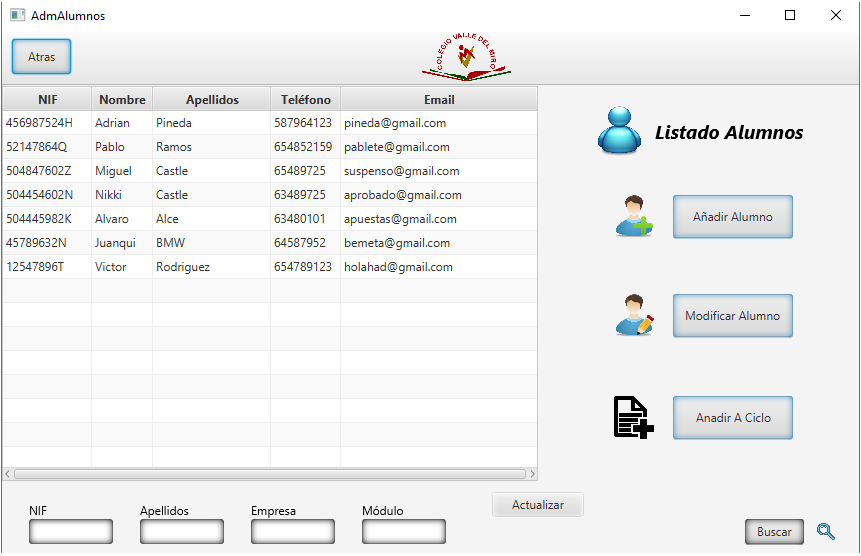 AdmAlumnos
Atras
COLEGIO VALLE DEL MIRO
NIF Nombre Apellidos Teléfono Email
456987524H Adrian Pineda 587964123 pineda@gmail.com
52147864Q Pablo Ramos 654852159 pablete@gmail.com
504847602Z Miguel Castle 65489725 suspenso@gmail.com
504454602N Nikki Castle 63489725 aprobado@gmail.com
504445982K Alvaro Alce 63480101 apuestas@gmail.com
45789632N Juanqui BMW 64587952 bemeta@gmail.com
12547896T Victor Rodriguez 654789123 holahad@gmail.com
Listado Alumnos
Añadir Alumno
Modificar Alumno
Anadir A Ciclo
NIF Apellidos Empresa Módulo
Actualizar
Buscar